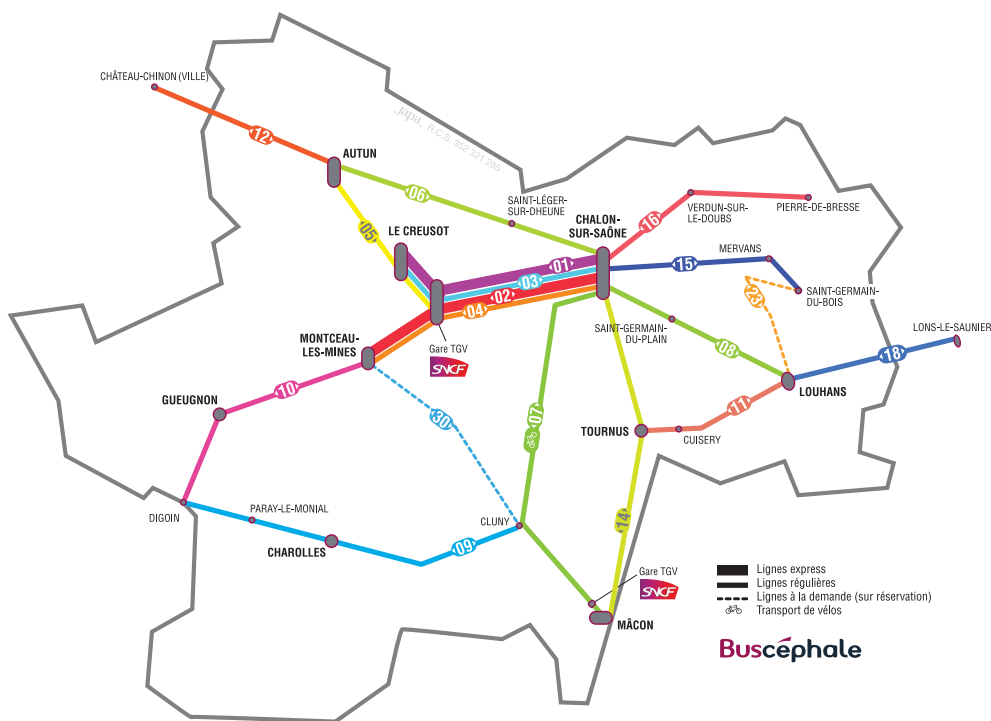 CHÂTEAU-CHINON (VILLE)
japa. R.C.S. 352 321 285
12
AUTUN
06
SAINT-LÉGER-
SUR-DHEUNE
05
LE CREUSOT
CHALON-
SUR-SAÔNE
16
VERDUN-SUR-
LE-DOUBS
PIERRE-DE-BRESSE
01
03
02
04
15
MERVANS
SAINT-GERMAIN-
DU-BOIS
23
MONTCEAU-
LES-MINES
Gare TGV
SNCF
SAINT-GERMAIN-
DU-PLAIN
08
LONS-LE-SAUNIER
18
LOUHANS
10
GUEUGNON
30
07
TOURNUS
11
CUISERY
DIGOIN
PARAY-LE-MONIAL
CHAROLLES
09
CLUNY
14
Gare TGV
SNCF
MÂCON
Lignes express
Lignes régulières
Lignes à la demande (sur réservation)
Transport de vélos
Buscéphale